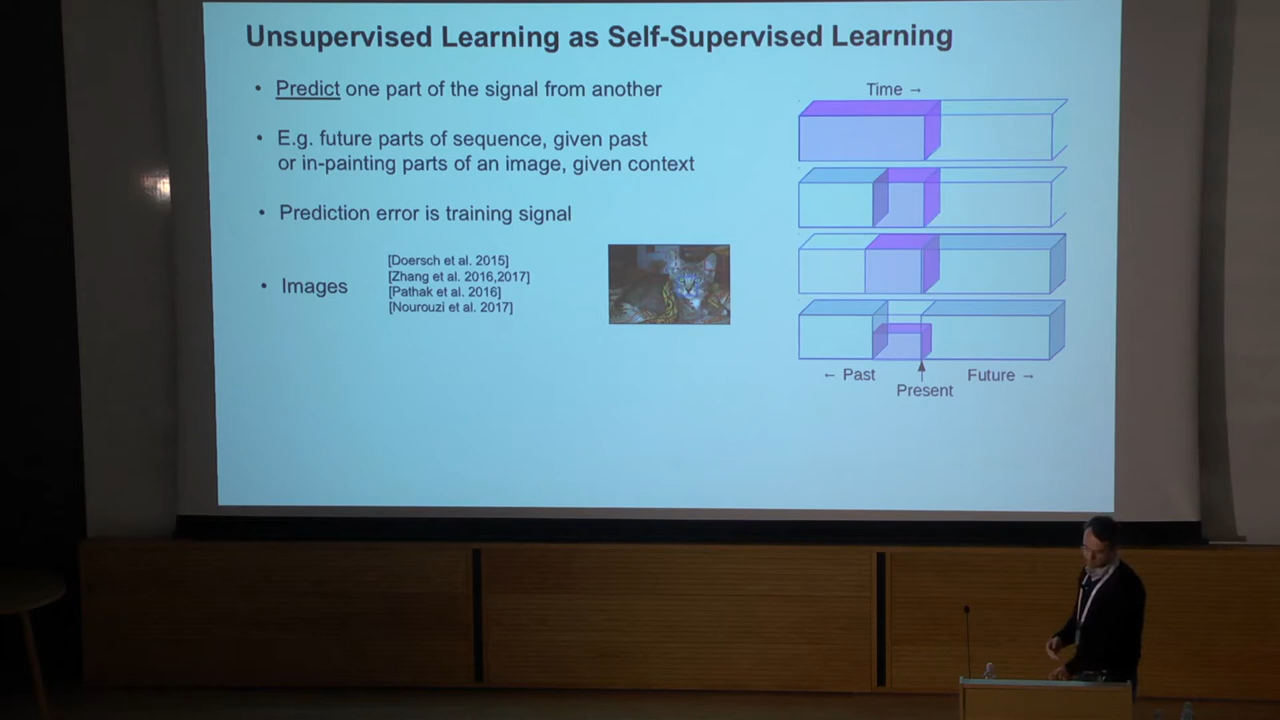 Unsupervised Learning as Self-Supervised Learning
• Predict one part of the signal from another
• E.g. future parts of sequence, given past
or in-painting parts of an image, given context
• Prediction error is training signal
• Images
[Doersch et al. 2015]
[Zhang et al. 2016,2017]
[Pathak et al. 2016]
[Nourouzi et al. 2017]
Time →
← Past
Present
Future →